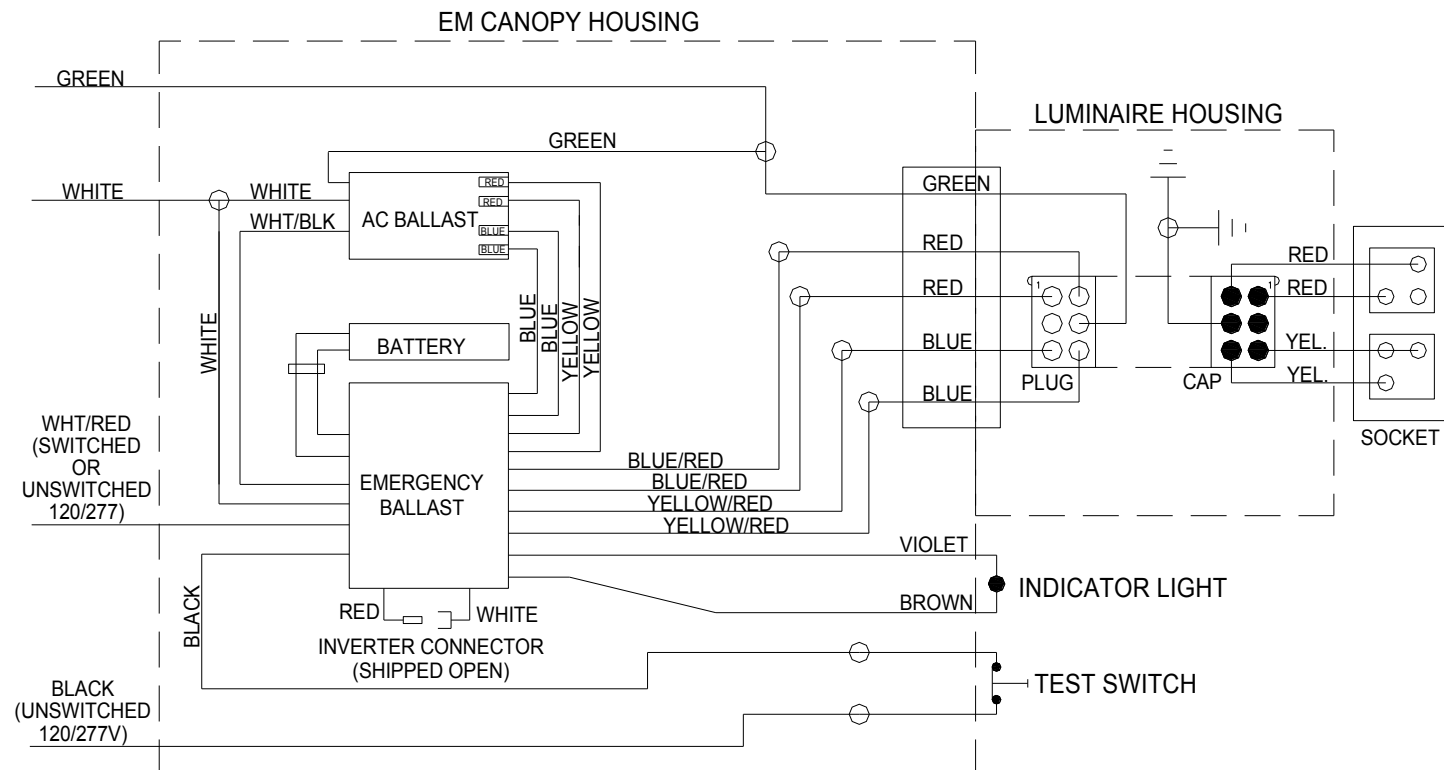 EM CANOPY HOUSING
GREEN
LUMINAIRE HOUSING
GREEN
WHITE
WHITE
WHT/BLK
AC BALLAST
RED
RED
BLUE
BLUE
GREEN
RED
RED
BLUE
BLUE
1
PLUG
1
CAP
RED
RED
YEL.
YEL.
SOCKET
WHITE
BATTERY
BLUE
BLUE
YELLOW
YELLOW
WHT/RED
(SWITCHED
OR
UNSWITCHED
120/277)
EMERGENCY
BALLAST
BLUE/RED
BLUE/RED
YELLOW/RED
YELLOW/RED
VIOLET
BROWN
INDICATOR LIGHT
BLACK
RED
WHITE
INVERTER CONNECTOR
(SHIPPED OPEN)
TEST SWITCH
BLACK
(UNSWITCHED
120/277V)